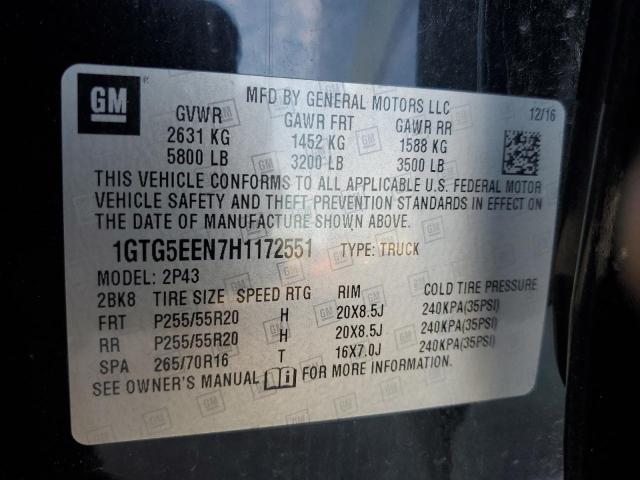 GM
MFD BY GENERAL MOTORS LLC
12/16
GVWR GAWR FRT GAWR RR
2631 KG 1452 KG 1588 KG
5800 LB 3200 LB 3500 LB
THIS VEHICLE CONFORMS TO ALL APPLICABLE U.S. FEDERAL MOTOR
VEHICLE SAFETY AND THEFT PREVENTION STANDARDS IN EFFECT ON
THE DATE OF MANUFACTURE SHOWN ABOVE.
1GTG5EEN7H1172551 TYPE: TRUCK
MODEL: 2P43
2BK8 TIRE SIZE SPEED RTG RIM COLD TIRE PRESSURE
FRT P255/55R20 H 20X8.5J 240KPA(35PSI)
RR P255/55R20 H 20X8.5J 240KPA(35PSI)
SPA 265/70R16 T 16X7.0J 240KPA(35PSI)
SEE OWNER'S MANUAL i FOR MORE INFORMATION.